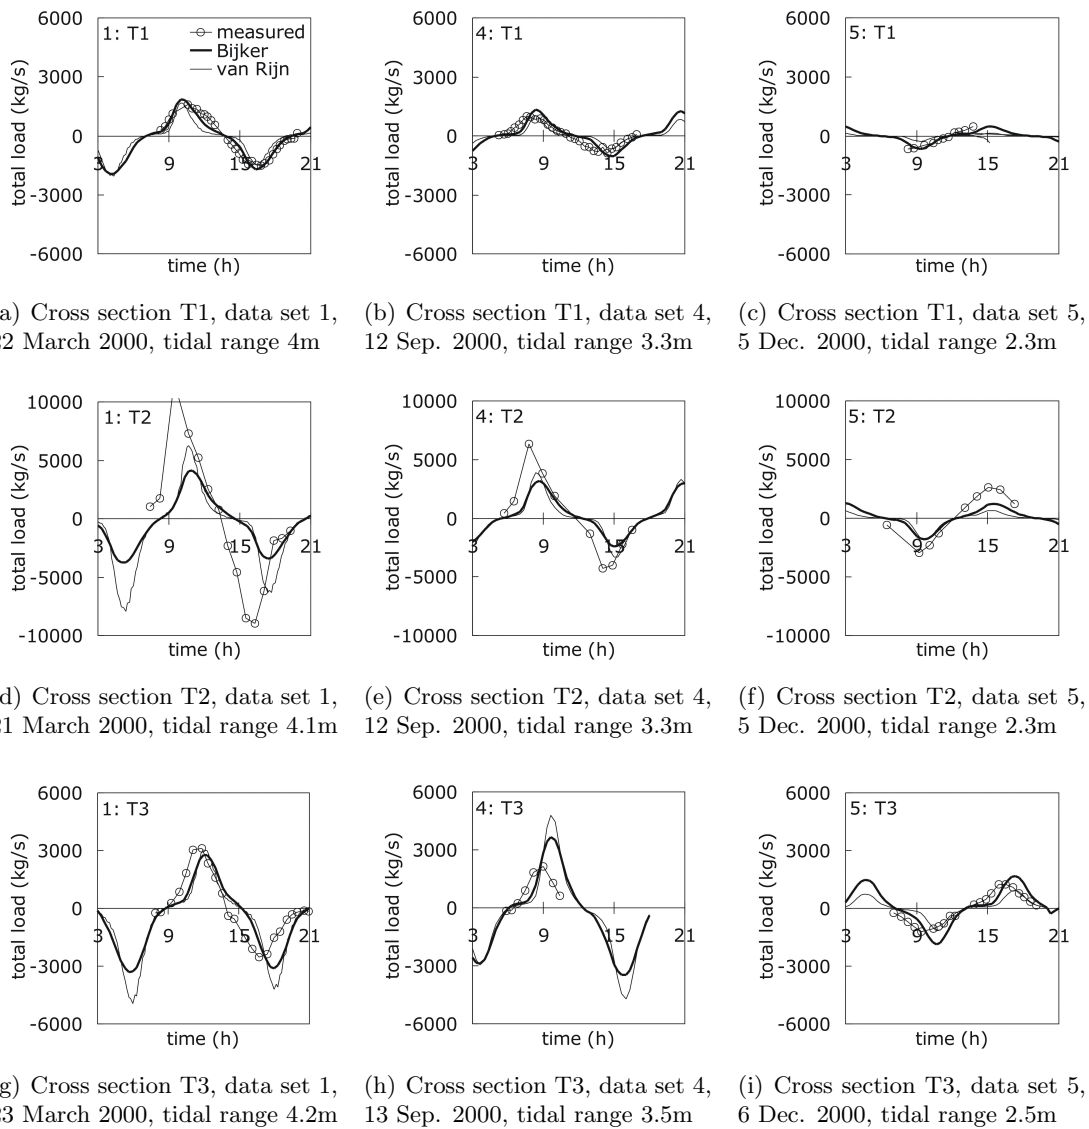 1: T1
measured
Bijker
van Rijn
total load (kg/s)
6000
3000
0
-3000
-6000
3
9
15
21
time (h)
4: T1
total load (kg/s)
6000
3000
0
-3000
-6000
3
9
15
21
time (h)
5: T1
total load (kg/s)
6000
3000
0
-3000
-6000
3
9
15
21
time (h)
a) Cross section T1, data set 1,
22 March 2000, tidal range 4m
(b) Cross section T1, data set 4,
12 Sep. 2000, tidal range 3.3m
(c) Cross section T1, data set 5,
5 Dec. 2000, tidal range 2.3m
1: T2
total load (kg/s)
10000
5000
0
-5000
-10000
3
9
15
21
time (h)
4: T2
total load (kg/s)
10000
5000
0
-5000
-10000
3
9
15
21
time (h)
5: T2
total load (kg/s)
10000
5000
0
-5000
-10000
3
9
15
21
time (h)
d) Cross section T2, data set 1,
21 March 2000, tidal range 4.1m
(e) Cross section T2, data set 4,
12 Sep. 2000, tidal range 3.3m
(f) Cross section T2, data set 5,
5 Dec. 2000, tidal range 2.3m
1: T3
total load (kg/s)
6000
3000
0
-3000
-6000
3
9
15
21
time (h)
4: T3
total load (kg/s)
6000
3000
0
-3000
-6000
3
9
15
21
time (h)
5: T3
total load (kg/s)
6000
3000
0
-3000
-6000
3
9
15
21
time (h)
g) Cross section T3, data set 1,
23 March 2000, tidal range 4.2m
(h) Cross section T3, data set 4,
13 Sep. 2000, tidal range 3.5m
(i) Cross section T3, data set 5,
6 Dec. 2000, tidal range 2.5m